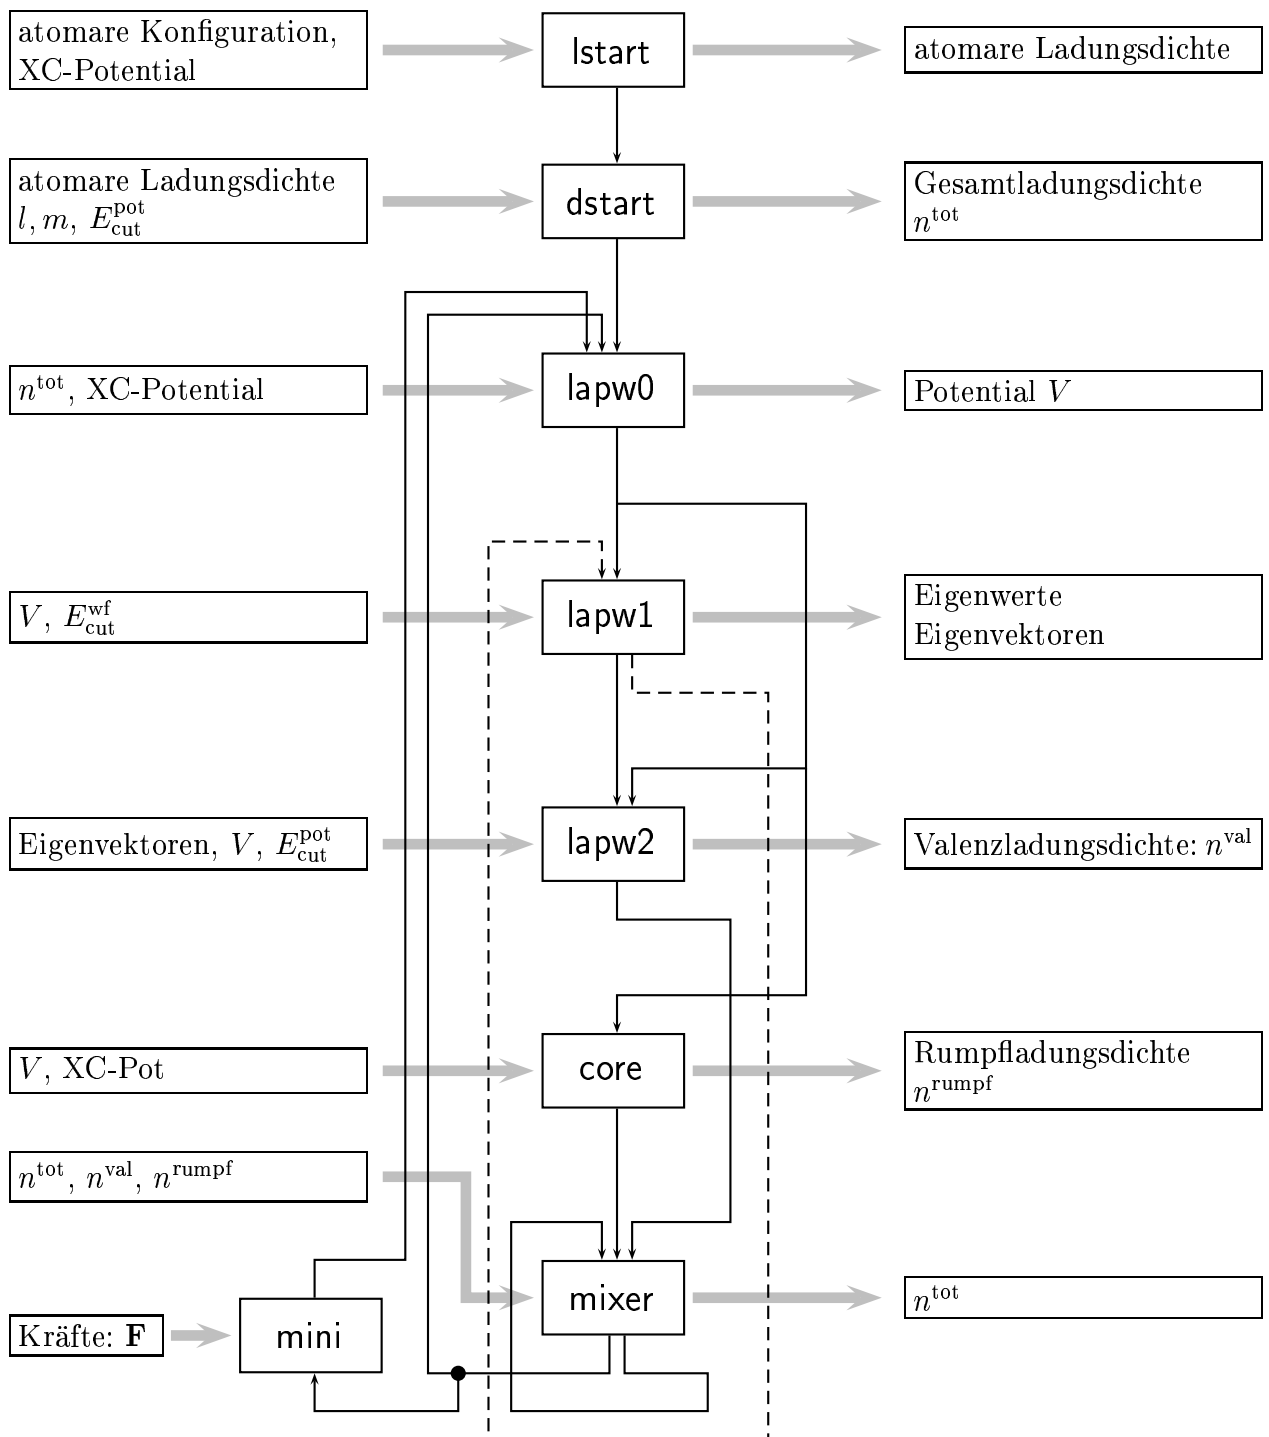 atomare Konfiguration,
XC-Potential
lstart
atomare Ladungsdichte
atomare Ladungsdichte
l, m, E_cut^pot
dstart
Gesamtladungsdichte
n^tot
n^tot, XC-Potential
lapw0
Potential V
V, E_cut^wf
lapw1
Eigenwerte
Eigenvektoren
Eigenvektoren, V, E_cut^pot
lapw2
Valenzladungsdichte: n^val
V, XC-Pot
core
Rumpfladungsdichte
n^rumpf
n^tot, n^val, n^rumpf
mixer
n^tot
Kräfte: F
mini